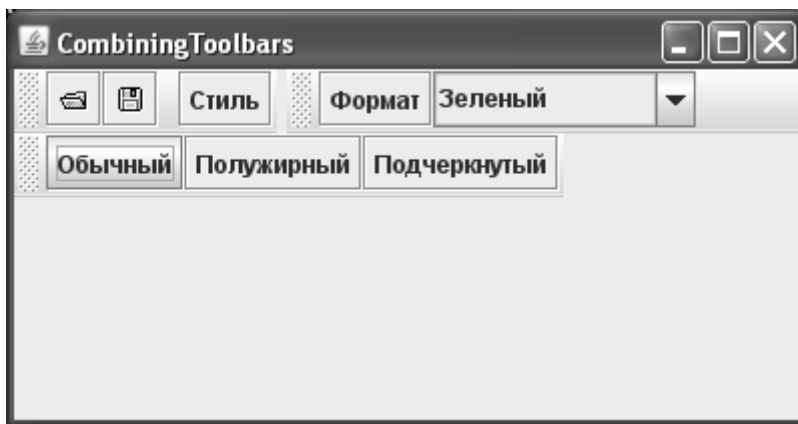 CombiningToolbars
Стиль Формат Зеленый
Обычный Полужирный Подчеркнутый